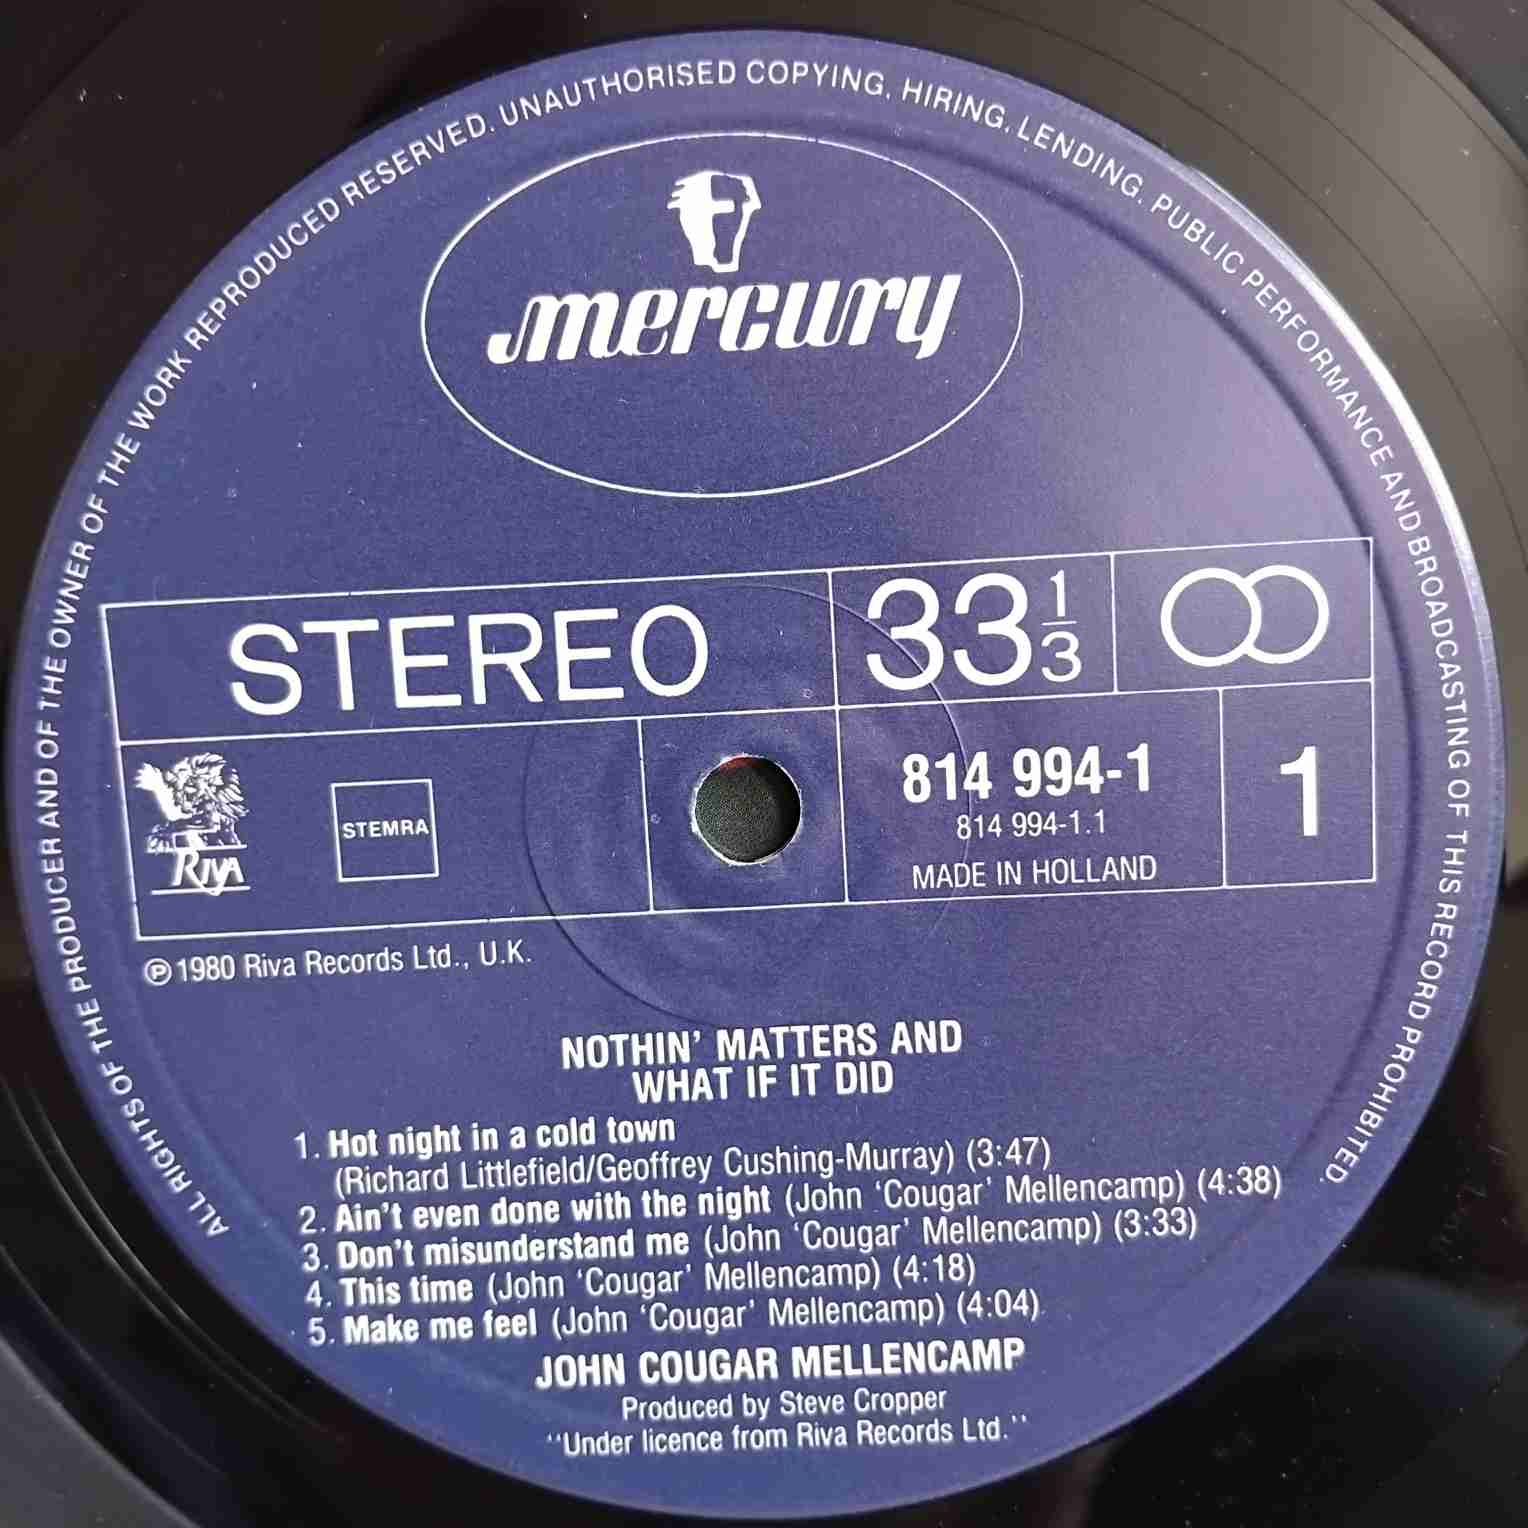 ALL RIGHTS OF THE PRODUCER AND OF THE OWNER OF THE WORK REPRODUCED RESERVED. UNAUTHORISED COPYING, HIRING, LENDING, PUBLIC PERFORMANCE AND BROADCASTING OF THIS RECORD PROHIBITED.
mercury
STEREO
33 1/3
RIVA
STEMRA
814 994-1
814 994-1.1
MADE IN HOLLAND
1
℗ 1980 Riva Records Ltd., U.K.
NOTHIN' MATTERS AND
WHAT IF IT DID
1. Hot night in a cold town
(Richard Littlefield/Geoffrey Cushing-Murray) (3:47)
2. Ain't even done with the night (John 'Cougar' Mellencamp) (4:38)
3. Don't misunderstand me (John 'Cougar' Mellencamp) (3:33)
4. This time (John 'Cougar' Mellencamp) (4:18)
5. Make me feel (John 'Cougar' Mellencamp) (4:04)
JOHN COUGAR MELLENCAMP
Produced by Steve Cropper
"Under licence from Riva Records Ltd."